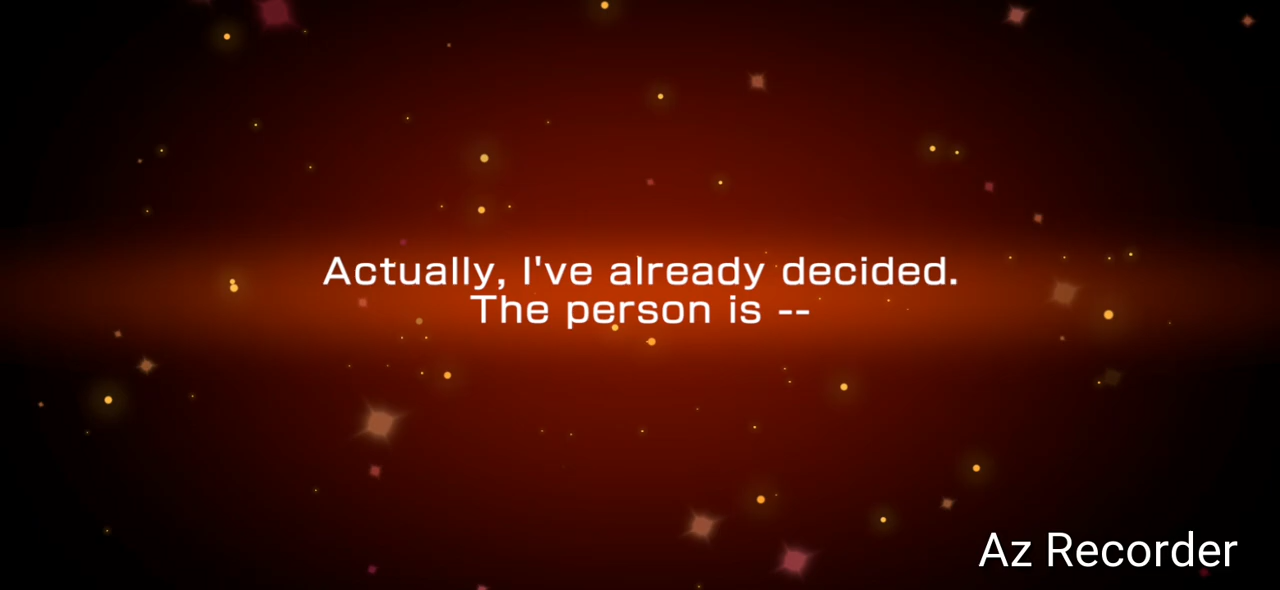 Actually, I've already decided.
The person is --
Az Recorder